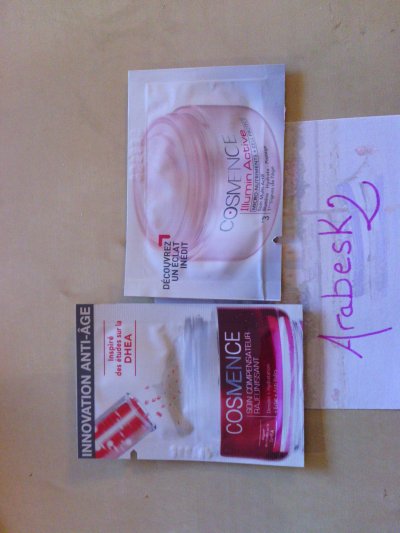 INNOVATION ANTI-ÂGE
Inspiré
des études sur la
DHEA
COSMENCE
SOIN COMPENSATEUR
RAJEUNISSANT
DÉCOUVREZ
UN ÉCLAT
INÉDIT
COSMENCE
Illumin Active
3
Arabesk2